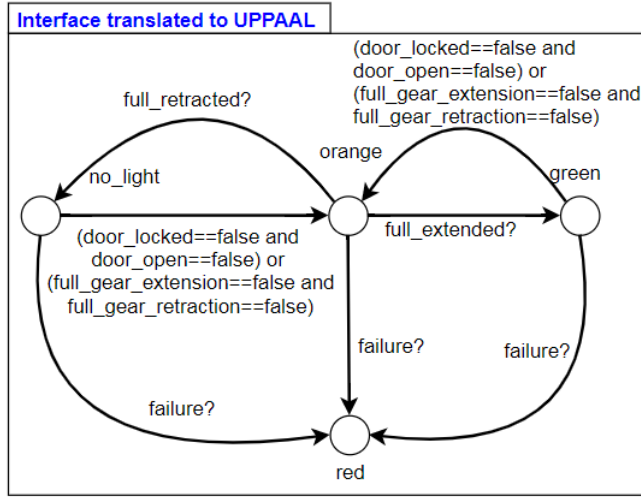 Interface translated to UPPAAL
(door_locked==false and
door_open==false) or
(full_gear_extension==false and
full_gear_retraction==false)
full_retracted?
orange
no_light
green
full_extended?
(door_locked==false and
door_open==false) or
(full_gear_extension==false and
full_gear_retraction==false)
failure?
failure?
failure?
red